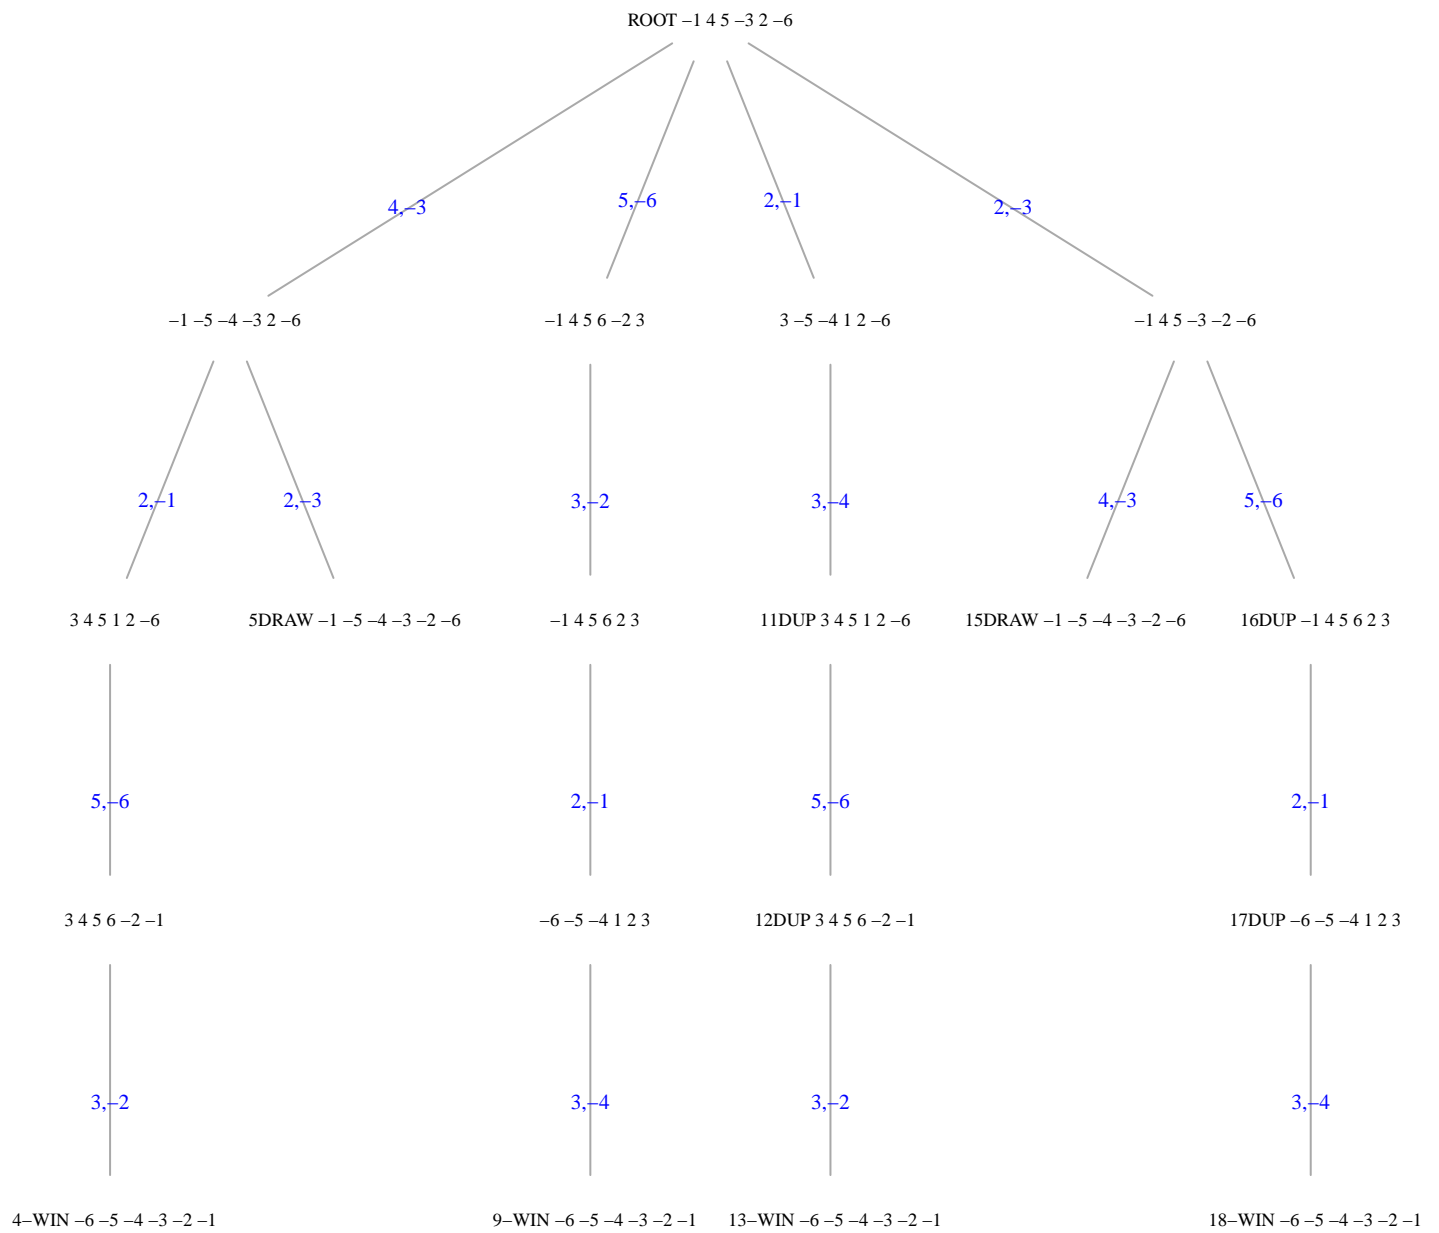 ROOT –1 4 5 –3 2 –6
4,–3
5,–6
2,–1
2,–3
–1 –5 –4 –3 2 –6
–1 4 5 6 –2 3
3 –5 –4 1 2 –6
–1 4 5 –3 –2 –6
2,–1
2,–3
3,–2
3,–4
4,–3
5,–6
3 4 5 1 2 –6
5DRAW –1 –5 –4 –3 –2 –6
–1 4 5 6 2 3
11DUP 3 4 5 1 2 –6
15DRAW –1 –5 –4 –3 –2 –6
16DUP –1 4 5 6 2 3
5,–6
2,–1
5,–6
2,–1
3 4 5 6 –2 –1
–6 –5 –4 1 2 3
12DUP 3 4 5 6 –2 –1
17DUP –6 –5 –4 1 2 3
3,–2
3,–4
3,–2
3,–4
4–WIN –6 –5 –4 –3 –2 –1
9–WIN –6 –5 –4 –3 –2 –1
13–WIN –6 –5 –4 –3 –2 –1
18–WIN –6 –5 –4 –3 –2 –1